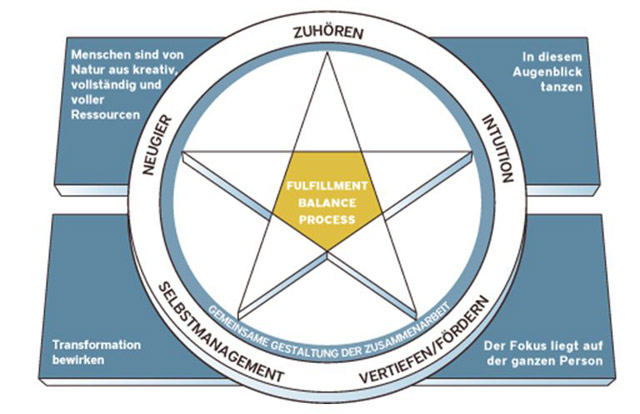 ZUHÖREN
Menschen sind von
Natur aus kreativ,
vollständig und
voller
Ressourcen
In diesem
Augenblick
tanzen
NEUGIER
INTUITION
FULFILLMENT
BALANCE
PROCESS
SELBSTMANAGEMENT
GEMEINSAME GESTALTUNG DER ZUSAMMENARBEIT
VERTIEFEN/FÖRDERN
Transformation
bewirken
Der Fokus liegt auf
der ganzen Person